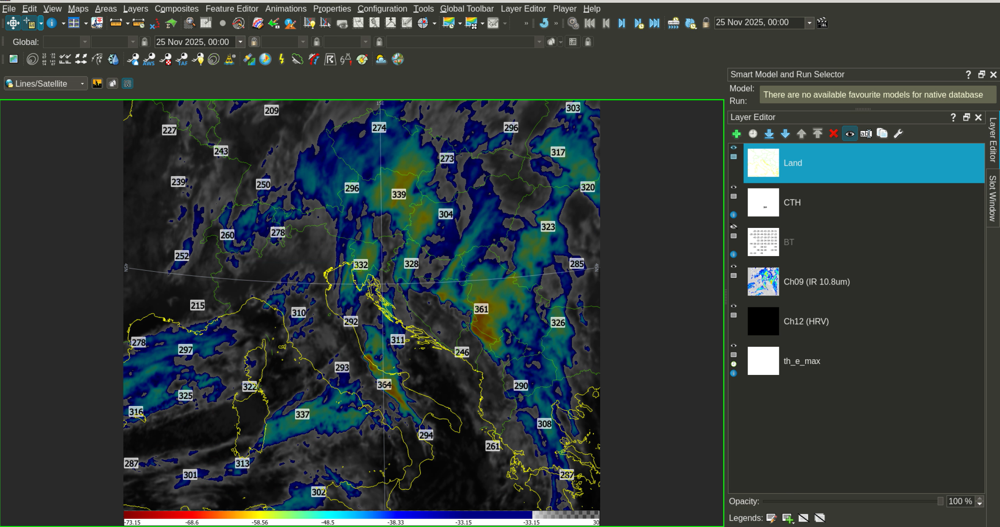 File Edit View Maps Areas Layers Composites Feature Editor Animations Properties Configuration Tools Global Toolbar Layer Editor Player Help
25 Nov 2025, 00:00
Global: 25 Nov 2025, 00:00
AWS TAF
Lines/Satellite
Smart Model and Run Selector
Model:
There are no available favourite models for native database
Run:
Layer Editor
Layer Editor
Slot Window
Land
CTH
BT
Ch09 (IR 10.8um)
Ch12 (HRV)
th_e_max
Opacity: 100 %
Legends:
15E
209
303
227
274
296
243
317
273
239
250
296
339
320
304
323
260
278
252
332
328
285
45N
45N
215
310
361
292
326
278
297
311
246
293
322
364
290
325
316
337
308
294
261
287
313
301
287
302
-73.15 -68.6 -58.56 -48.5 -38.33 -33.15 -33.15 30